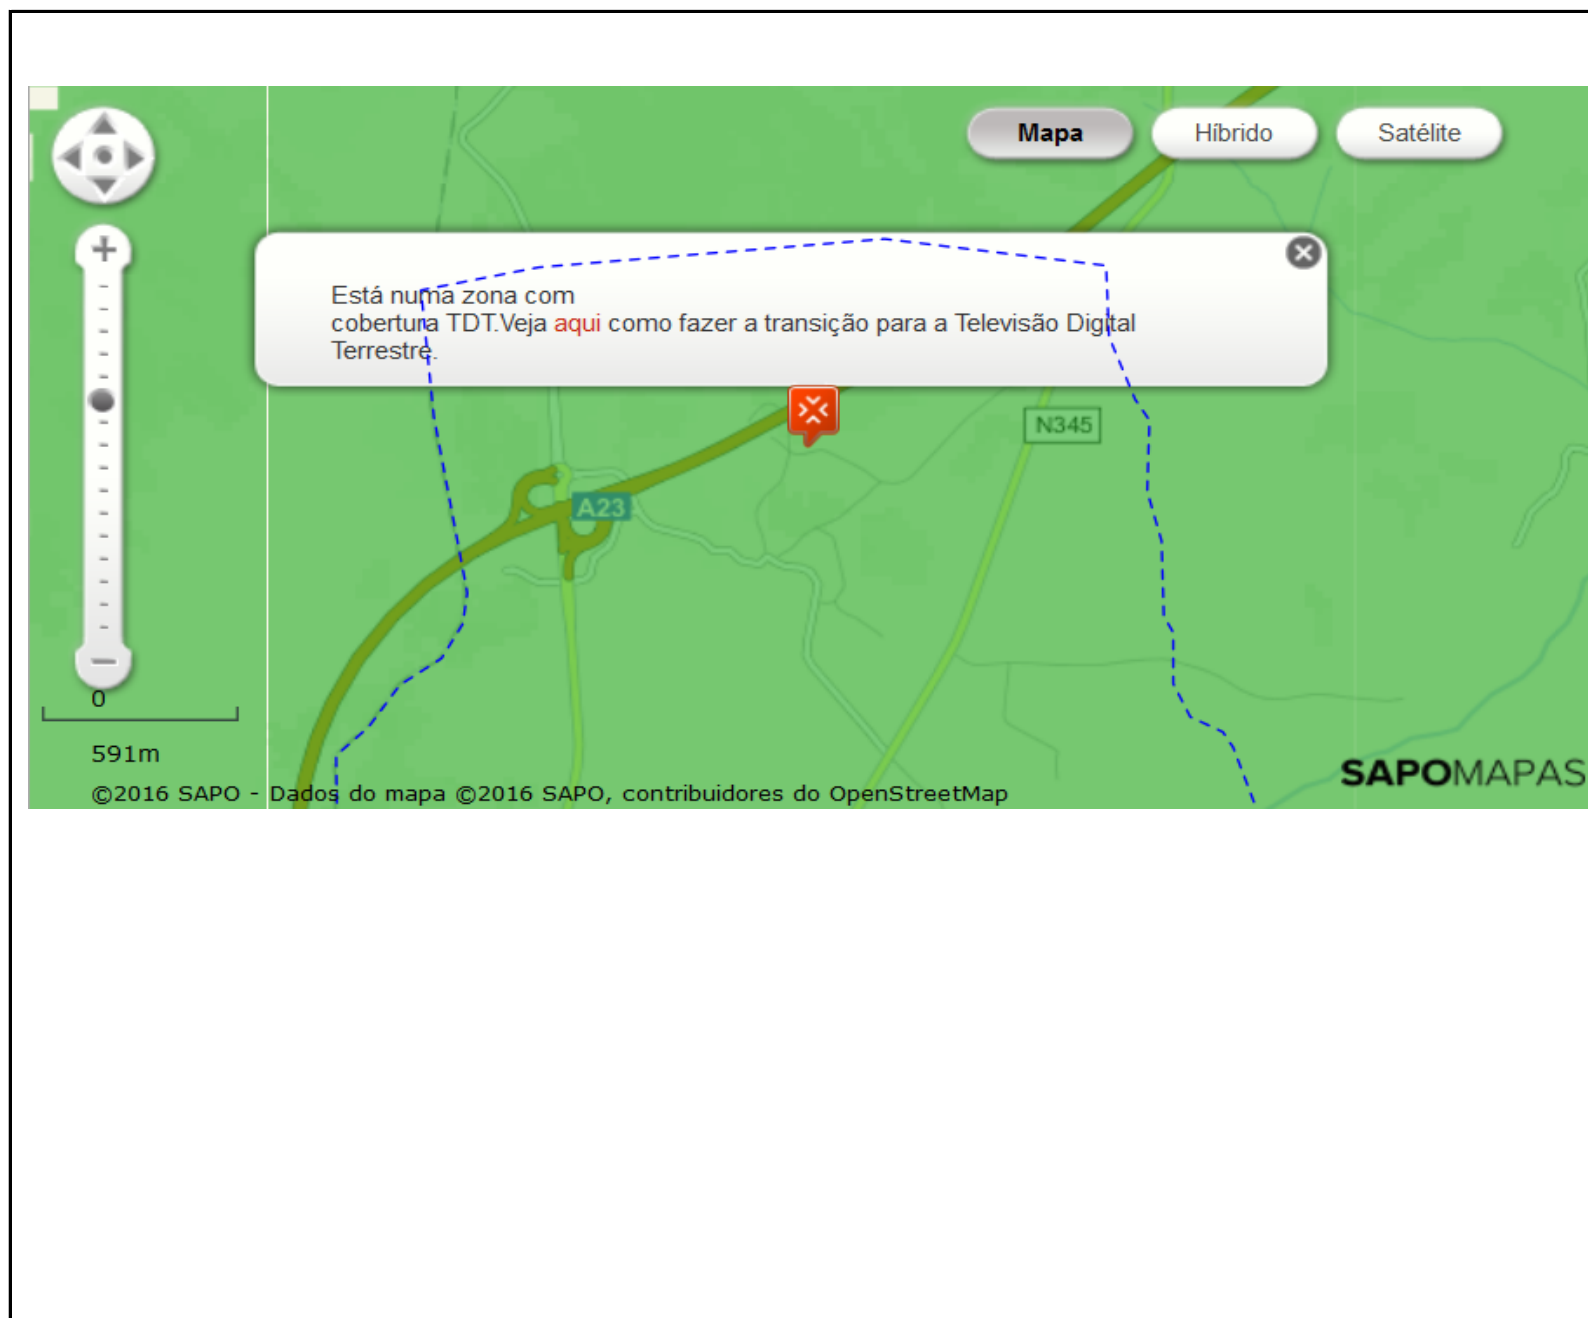 Mapa
Híbrido
Satélite
Está numa zona com
cobertura TDT.Veja aqui como fazer a transição para a Televisão Digital
Terrestre.
N345
A23
0
591m
SAPOMAPAS
©2016 SAPO - Dados do mapa ©2016 SAPO, contribuidores do OpenStreetMap